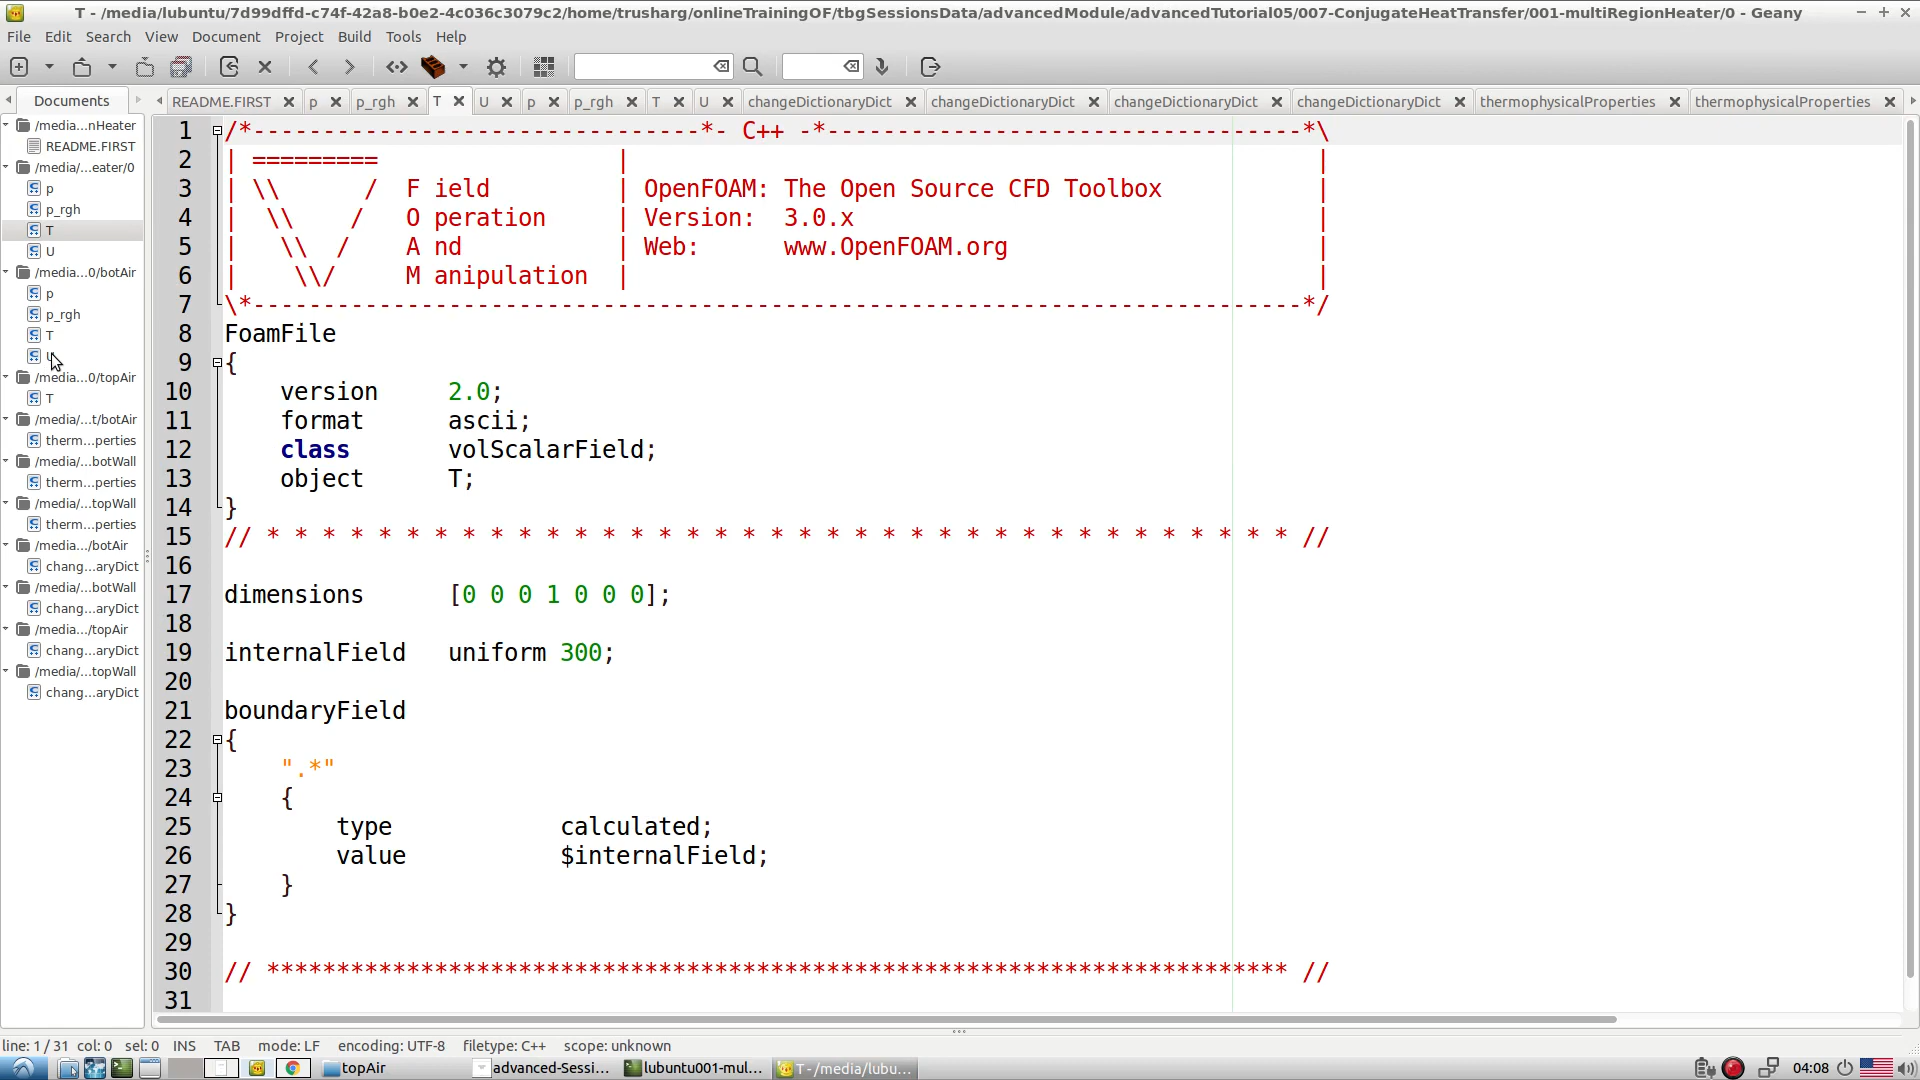 T - /media/lubuntu/7d99dffd-c74f-42a8-b0e2-4c036c3079c2/home/trusharg/onlineTrainingOF/tbgSessionsData/advancedModule/advancedTutorial05/007-ConjugateHeatTransfer/001-multiRegionHeater/0 - Geany
File Edit Search View Document Project Build Tools Help
Documents README.FIRST p p_rgh T U p p_rgh T U changeDictionaryDict changeDictionaryDict changeDictionaryDict changeDictionaryDict thermophysicalProperties thermophysicalProperties
/media...nHeater
README.FIRST
/media/...eater/0
p
p_rgh
T
U
/media...0/botAir
p
p_rgh
T
/media...0/topAir
T
/media/...t/botAir
therm...perties
/media/...botWall
therm...perties
/media/...topWall
therm...perties
/media/.../botAir
chang...aryDict
/media/...botWall
chang...aryDict
/media.../topAir
chang...aryDict
/media/...topWall
chang...aryDict
1 /*--------------------------------*- C++ -*----------------------------------*\
2 | =========                 |                                                 |
3 | \\      /  F ield         | OpenFOAM: The Open Source CFD Toolbox           |
4 |  \\    /   O peration     | Version:  3.0.x                                 |
5 |   \\  /    A nd           | Web:      www.OpenFOAM.org                      |
6 |    \\/     M anipulation  |                                                 |
7 \*---------------------------------------------------------------------------*/
8 FoamFile
9 {
10     version     2.0;
11     format      ascii;
12     class       volScalarField;
13     object      T;
14 }
15 // * * * * * * * * * * * * * * * * * * * * * * * * * * * * * * * * * * * * * //
16
17 dimensions      [0 0 0 1 0 0 0];
18
19 internalField   uniform 300;
20
21 boundaryField
22 {
23     ".*"
24     {
25         type            calculated;
26         value           $internalField;
27     }
28 }
29
30 // ************************************************************************* //
31
line: 1 / 31 col: 0 sel: 0 INS TAB mode: LF encoding: UTF-8 filetype: C++ scope: unknown
topAir advanced-Sessi... lubuntu001-mul... T - /media/lubu... 04:08